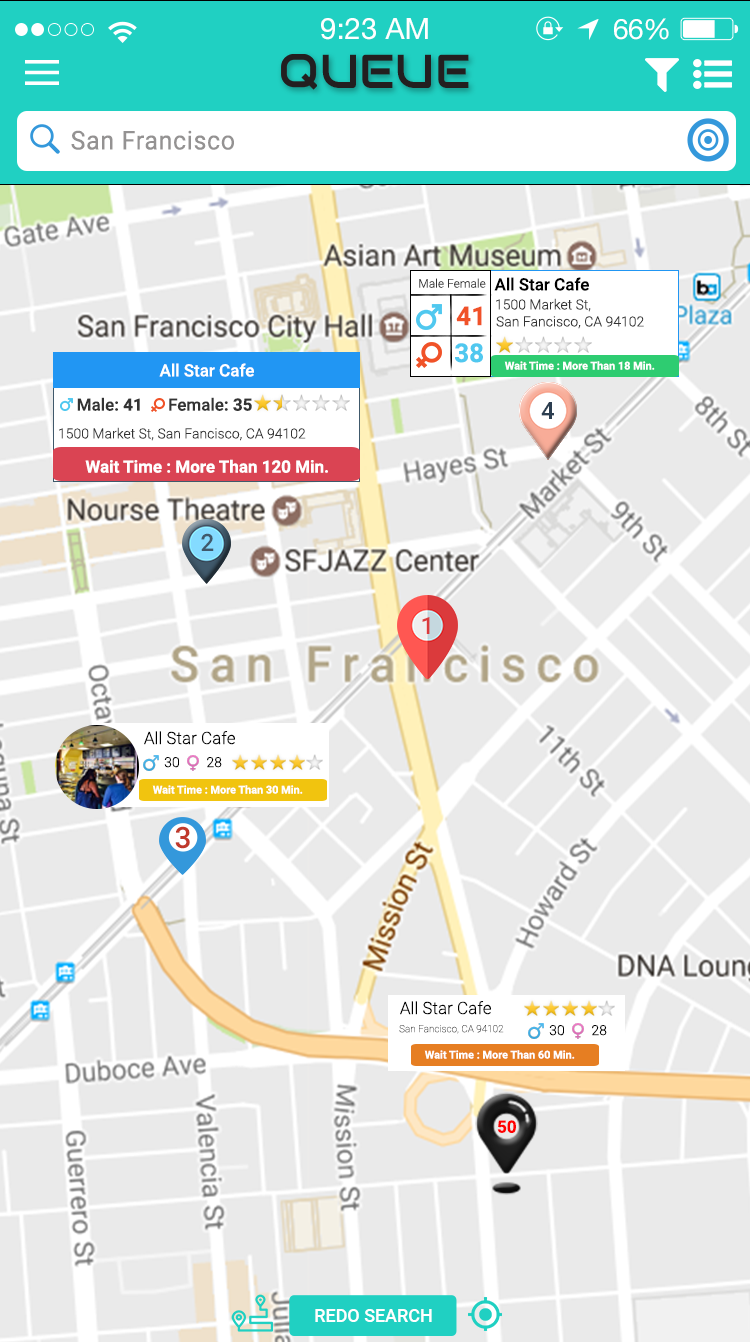 9:23 AM
66%
QUEUE
San Francisco
Gate Ave
Asian Art Museum
Male Female
41
38
All Star Cafe
1500 Market St,
San Fancisco, CA 94102
Wait Time : More Than 18 Min.
Plaza
San Francisco City Hall
All Star Cafe
Male: 41 Female: 35
1500 Market St, San Fancisco, CA 94102
Wait Time : More Than 120 Min.
4
8th St
Hayes St
Market St
9th St
Nourse Theatre
2
SFJAZZ Center
1
San Francisco
Octa
Laguna St
All Star Cafe
30 28
Wait Time : More Than 30 Min.
3
11th St
Mission St
Howard St
DNA Loung
All Star Cafe
San Fancisco, CA 94102
30 28
Wait Time : More Than 60 Min.
Duboce Ave
50
Guerrero St
Valencia St
Mission St
Julia
REDO SEARCH